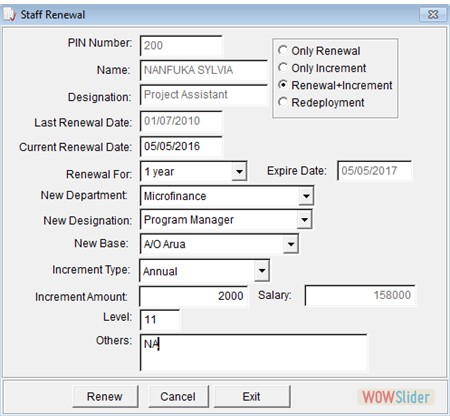 Staff Renewal
PIN Number: 200
Only Renewal
Name: NANFUKA SYLVIA
Only Increment
Renewal+Increment
Designation: Project Assistant
Redeployment
Last Renewal Date: 01/07/2010
Current Renewal Date: 05/05/2016
Renewal For: 1 year Expire Date: 05/05/2017
New Department: Microfinance
New Designation: Program Manager
New Base: A/O Arua
Increment Type: Annual
Increment Amount: 2000 Salary: 158000
Level: 11
Others: NA
Renew Cancel Exit WOWSlider